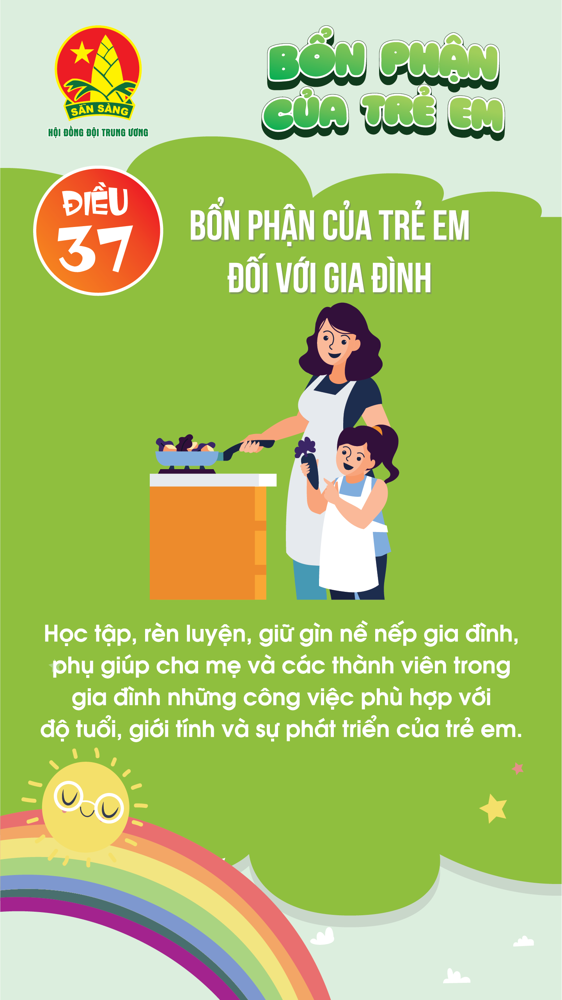 SẴN SÀNG
HỘI ĐỒNG ĐỘI TRUNG ƯƠNG
BỔN PHẬN
CỦA TRẺ EM
ĐIỀU
37
BỔN PHẬN CỦA TRẺ EM
ĐỐI VỚI GIA ĐÌNH
Học tập, rèn luyện, giữ gìn nề nếp gia đình,
phụ giúp cha mẹ và các thành viên trong
gia đình những công việc phù hợp với
độ tuổi, giới tính và sự phát triển của trẻ em.